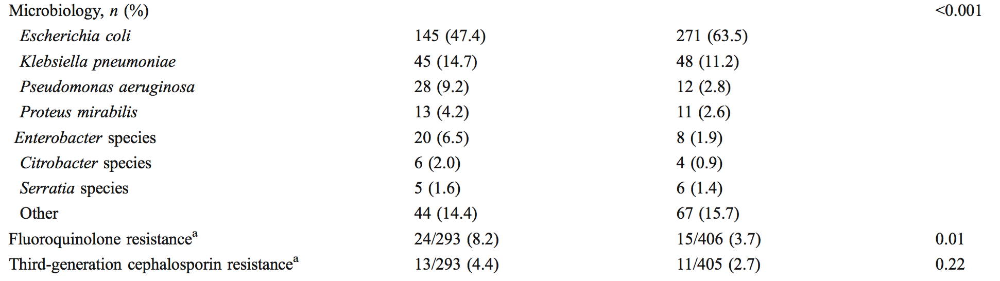 Microbiology, n (%) <0.001
Escherichia coli 145 (47.4) 271 (63.5)
Klebsiella pneumoniae 45 (14.7) 48 (11.2)
Pseudomonas aeruginosa 28 (9.2) 12 (2.8)
Proteus mirabilis 13 (4.2) 11 (2.6)
Enterobacter species 20 (6.5) 8 (1.9)
Citrobacter species 6 (2.0) 4 (0.9)
Serratia species 5 (1.6) 6 (1.4)
Other 44 (14.4) 67 (15.7)
Fluoroquinolone resistanceᵃ 24/293 (8.2) 15/406 (3.7) 0.01
Third-generation cephalosporin resistanceᵃ 13/293 (4.4) 11/405 (2.7) 0.22